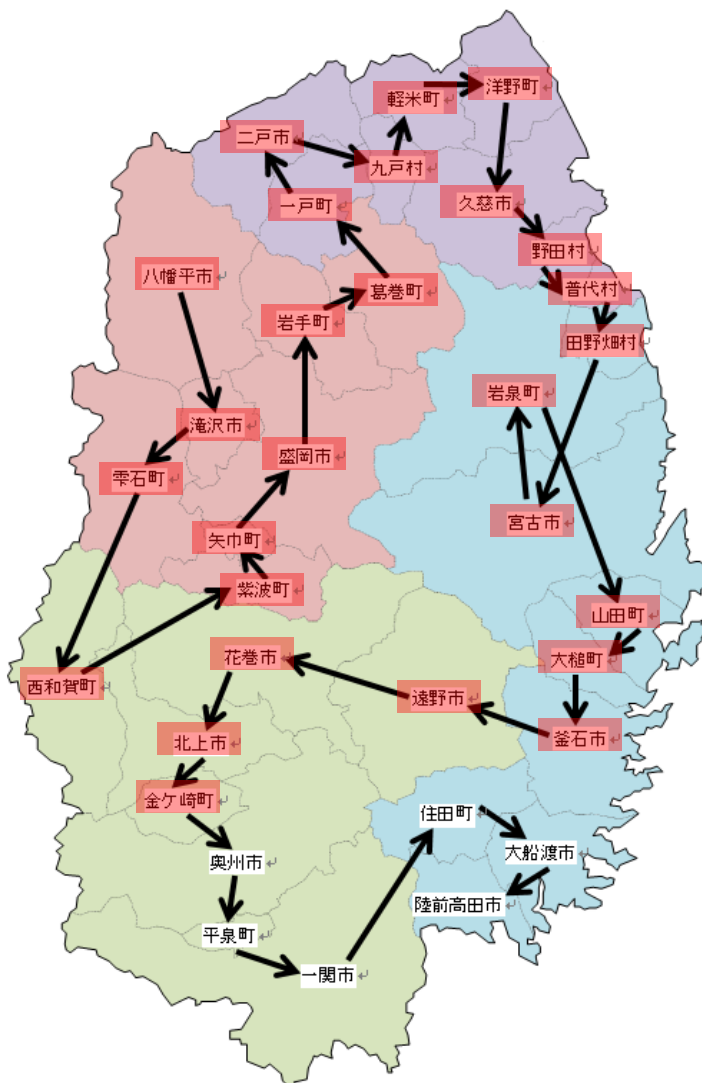 洋野町
軽米町
二戸市
九戸村
一戸町
久慈市
野田村
八幡平市
葛巻町
普代村
岩手町
田野畑村
岩泉町
滝沢市
盛岡市
雫石町
宮古市
矢巾町
紫波町
山田町
花巻市
大槌町
西和賀町
遠野市
北上市
釜石市
金ケ崎町
住田町
大船渡市
奥州市
陸前高田市
平泉町
一関市